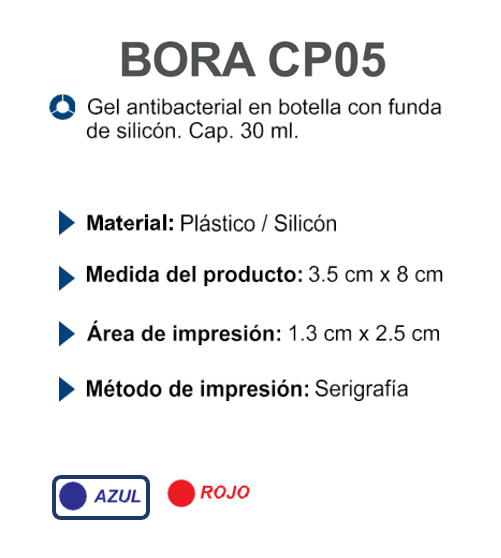 BORA CP05
Gel antibacterial en botella con funda
de silicón. Cap. 30 ml.
Material: Plástico / Silicón
Medida del producto: 3.5 cm x 8 cm
Área de impresión: 1.3 cm x 2.5 cm
Método de impresión: Serigrafía
AZUL ROJO